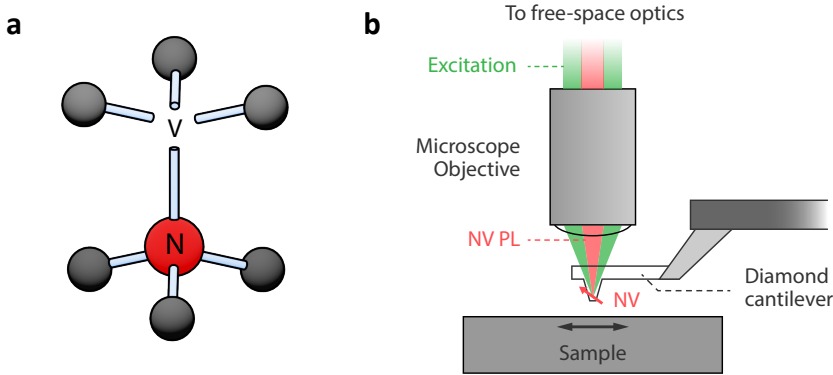 a
V
N
b
To free-space optics
Excitation
Microscope
Objective
NV PL
NV
Diamond
cantilever
Sample